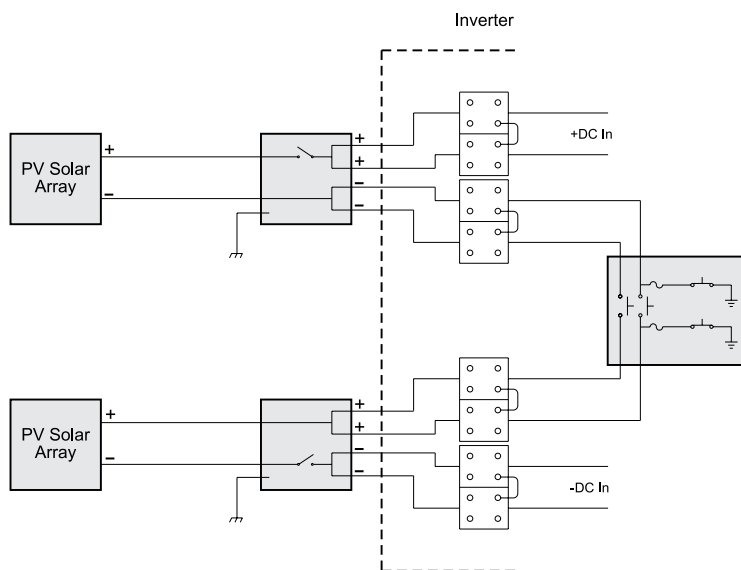 Inverter
+
+
+
+DC In
PV Solar
Array
−
−
−
+
+
+
PV Solar
Array
−
−
−
-DC In